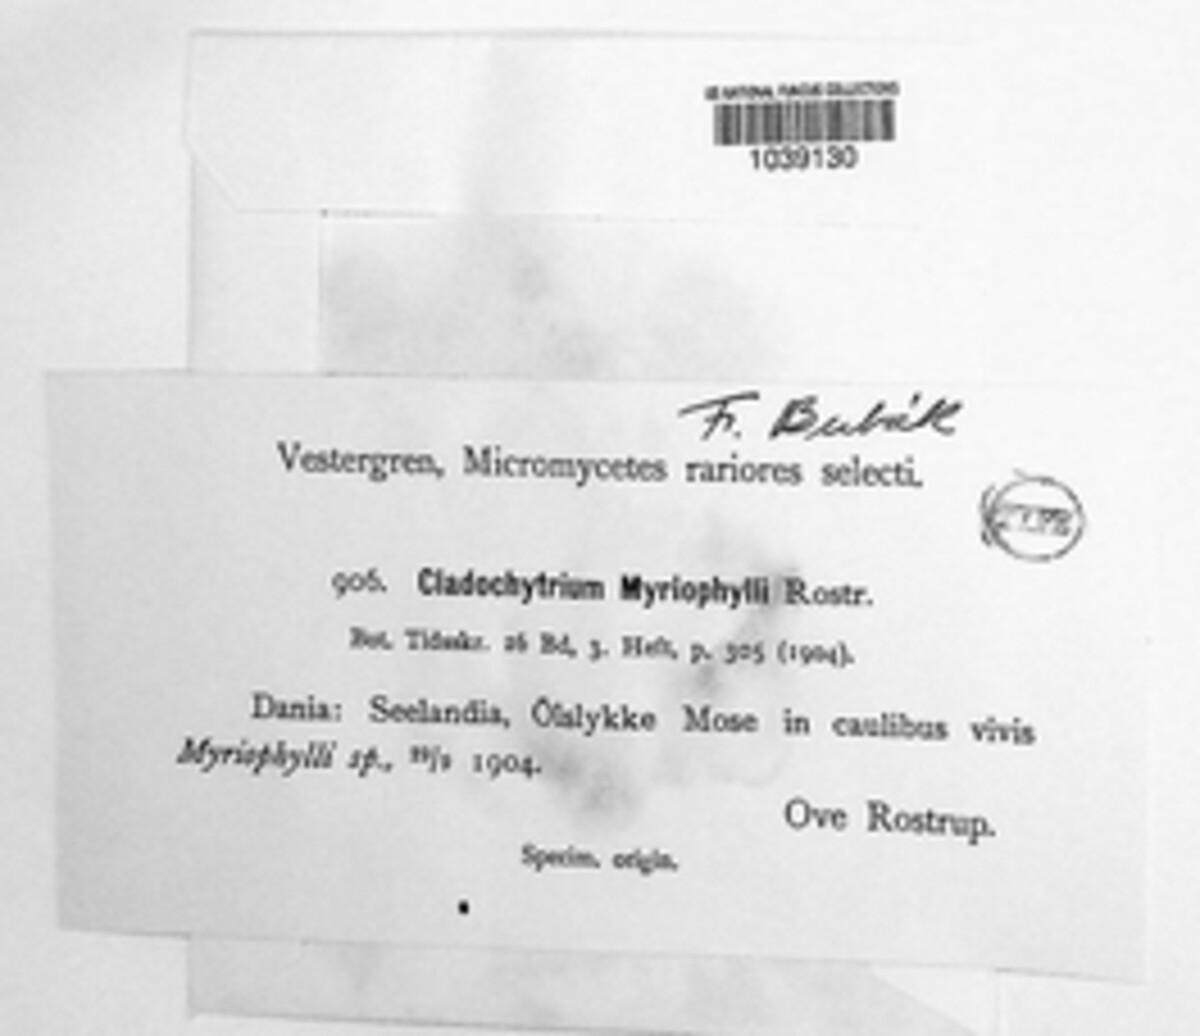 US NATIONAL FUNGUS COLLECTIONS
1039130
Fr. Bubák
Vestergren, Micromycetes rariores selecti.
TYPE
906. Cladochytrium Myriophylli Rostr.
Bot. Tidsskr. 26 Bd, 3. Heft, p. 305 (1904).
Dania: Seelandia, Ölslykke Mose in caulibus vivis
Myriophylli sp., 1904.
Ove Rostrup.
Specim. origin.